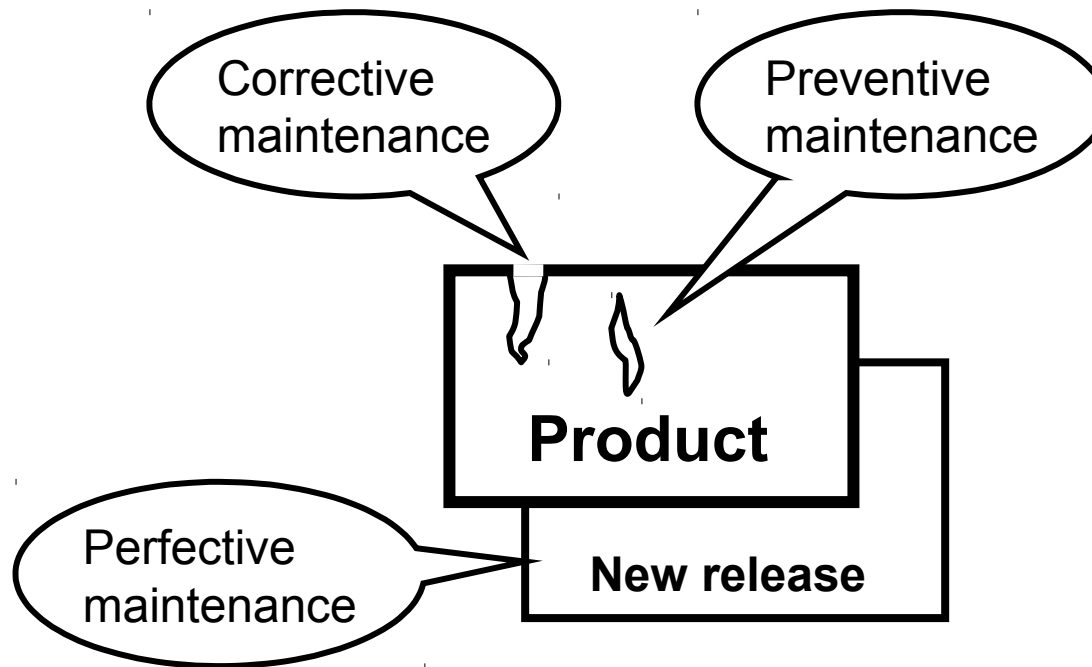 Corrective
maintenance
Preventive
maintenance
Product
Perfective
maintenance
New release